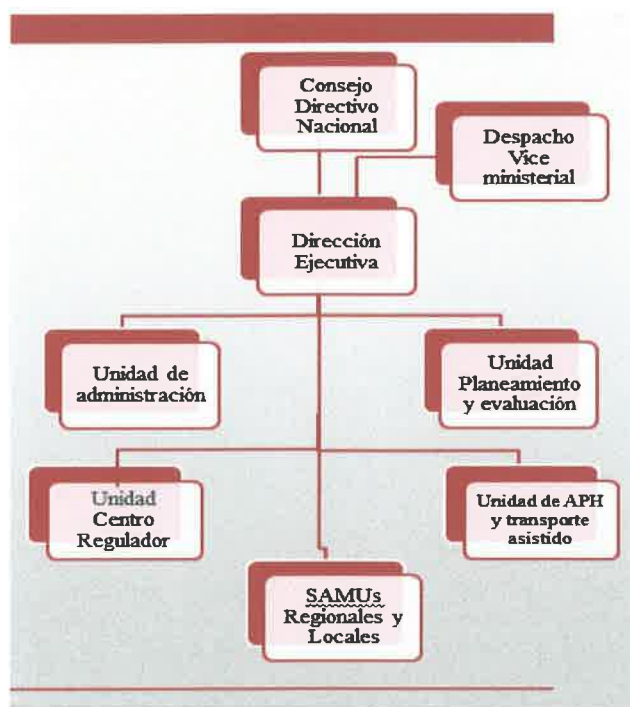 Consejo
Directivo
Nacional
Despacho
Vice
ministerial
Dirección
Ejecutiva
Unidad de
administración
Unidad
Planeamiento
y evaluación
Unidad
Centro
Regulador
Unidad de APH
y transporte
asistido
SAMUs
Regionales y
Locales